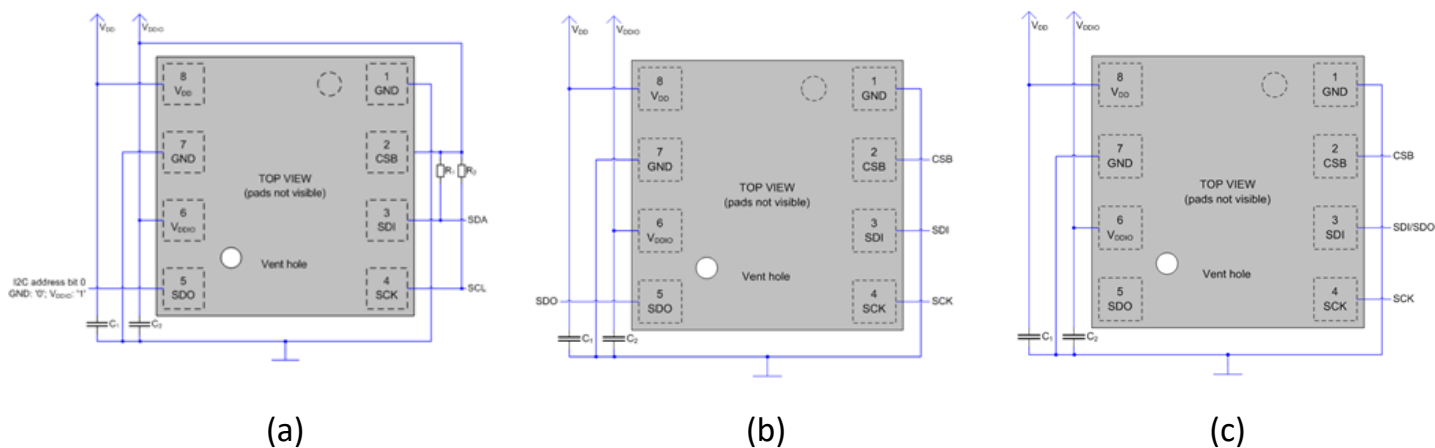 VDD
VDDIO
8
VDD
1
GND
7
GND
2
CSB
R1
R2
TOP VIEW
(pads not visible)
6
VDDIO
3
SDI
SDA
Vent hole
I2C address bit 0
GND: '0'; VDDIO: '1'
5
SDO
4
SCK
SCL
C1
C2
(a)
VDD
VDDIO
8
VDD
1
GND
7
GND
2
CSB
CSB
TOP VIEW
(pads not visible)
6
VDDIO
3
SDI
SDI
Vent hole
SDO
5
SDO
4
SCK
SCK
C1
C2
(b)
VDD
VDDIO
8
VDD
1
GND
7
GND
2
CSB
CSB
TOP VIEW
(pads not visible)
6
VDDIO
3
SDI
SDI/SDO
Vent hole
5
SDO
4
SCK
SCK
C1
C2
(c)